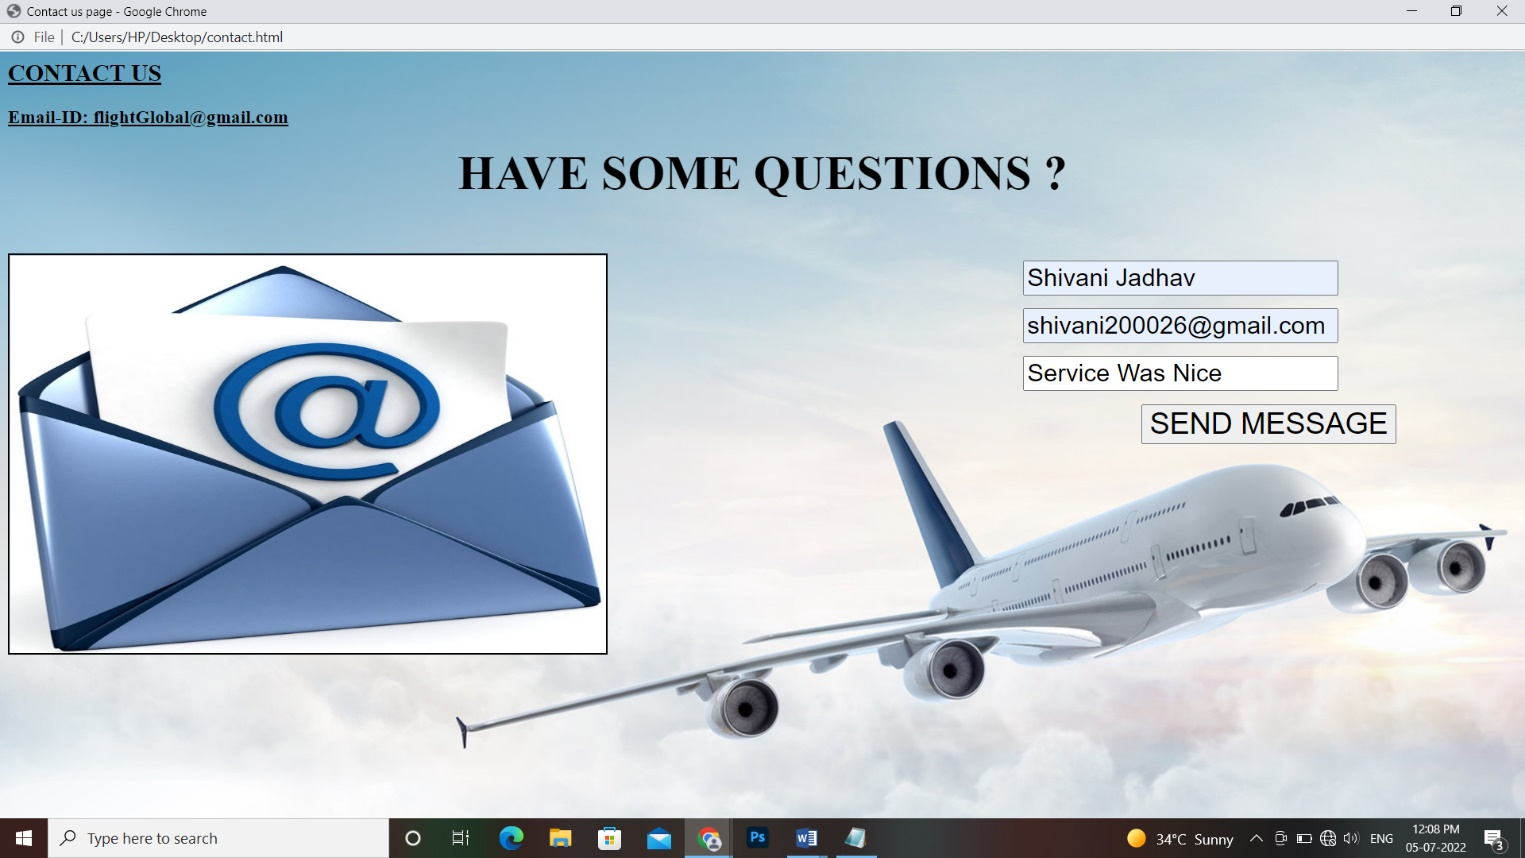 Contact us page - Google Chrome
File | C:/Users/HP/Desktop/contact.html
CONTACT US
Email-ID: flightGlobal@gmail.com
HAVE SOME QUESTIONS ?
@
Shivani Jadhav
shivani200026@gmail.com
Service Was Nice
SEND MESSAGE
Type here to search
Ps
W
34°C Sunny
ENG
12:08 PM
05-07-2022
3